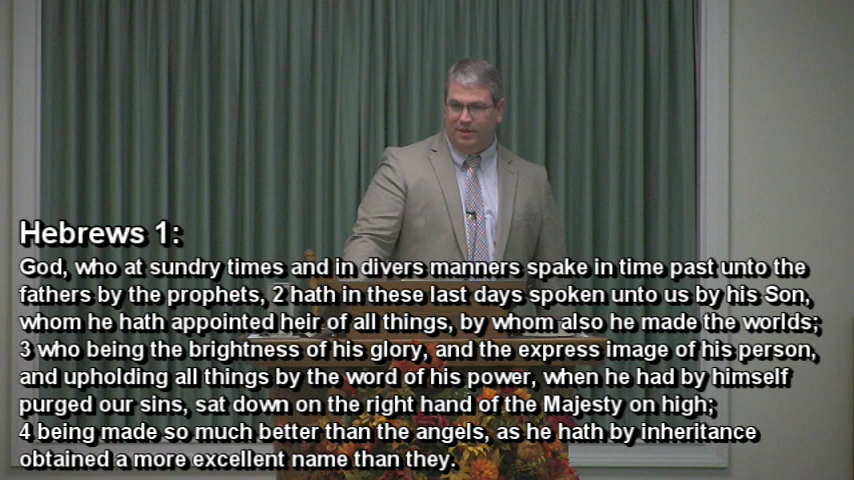 Hebrews 1:
God, who at sundry times and in divers manners spake in time past unto the
fathers by the prophets, 2 hath in these last days spoken unto us by his Son,
whom he hath appointed heir of all things, by whom also he made the worlds;
3 who being the brightness of his glory, and the express image of his person,
and upholding all things by the word of his power, when he had by himself
purged our sins, sat down on the right hand of the Majesty on high;
4 being made so much better than the angels, as he hath by inheritance
obtained a more excellent name than they.